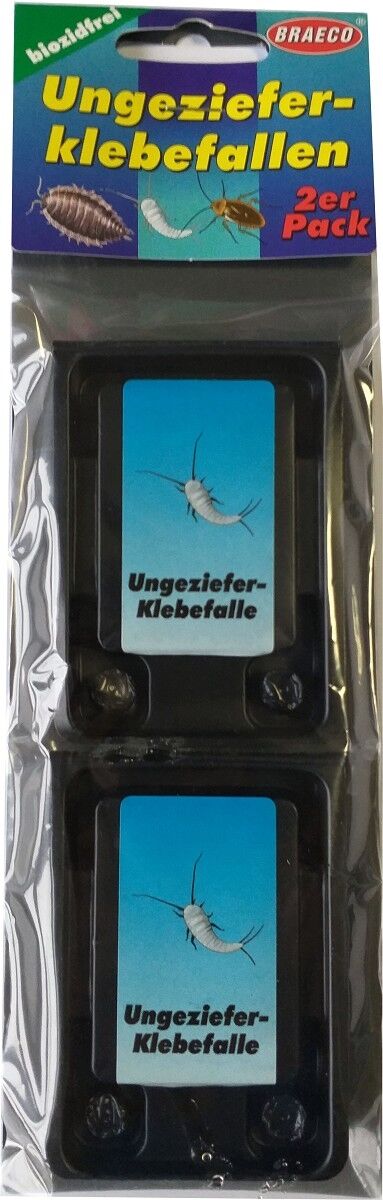 biozidfrei
BRAECO®
Ungeziefer-
klebefallen
2er
Pack
Ungeziefer-
Klebefalle
Ungeziefer-
Klebefalle